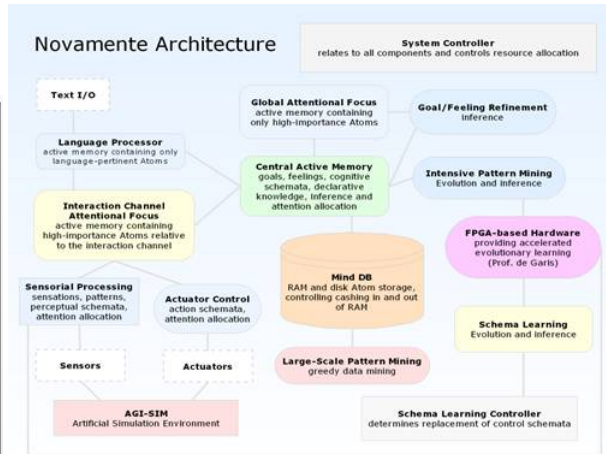 Novamente Architecture
System Controller
relates to all components and controls resource allocation
Text I/O
Global Attentional Focus
active memory containing
only high-importance Atoms
Goal/Feeling Refinement
inference
Language Processor
active memory containing only
language-pertinent Atoms
Central Active Memory
goals, feelings, cognitive
schemata, declarative
knowledge, inference and
attention allocation
Intensive Pattern Mining
Evolution and inference
Interaction Channel
Attentional Focus
active memory containing
high-importance Atoms relative
to the interaction channel
FPGA-based Hardware
providing accelerated
evolutionary learning
(Prof. de Garis)
Mind DB
RAM and disk Atom storage,
controlling cashing in and out
of RAM
Sensorial Processing
sensations, patterns,
perceptual schemata,
attention allocation
Actuator Control
action schemata,
attention allocation
Schema Learning
Evolution and inference
Sensors
Actuators
Large-Scale Pattern Mining
greedy data mining
AGI-SIM
Artificial Simulation Environment
Schema Learning Controller
determines replacement of control schemata